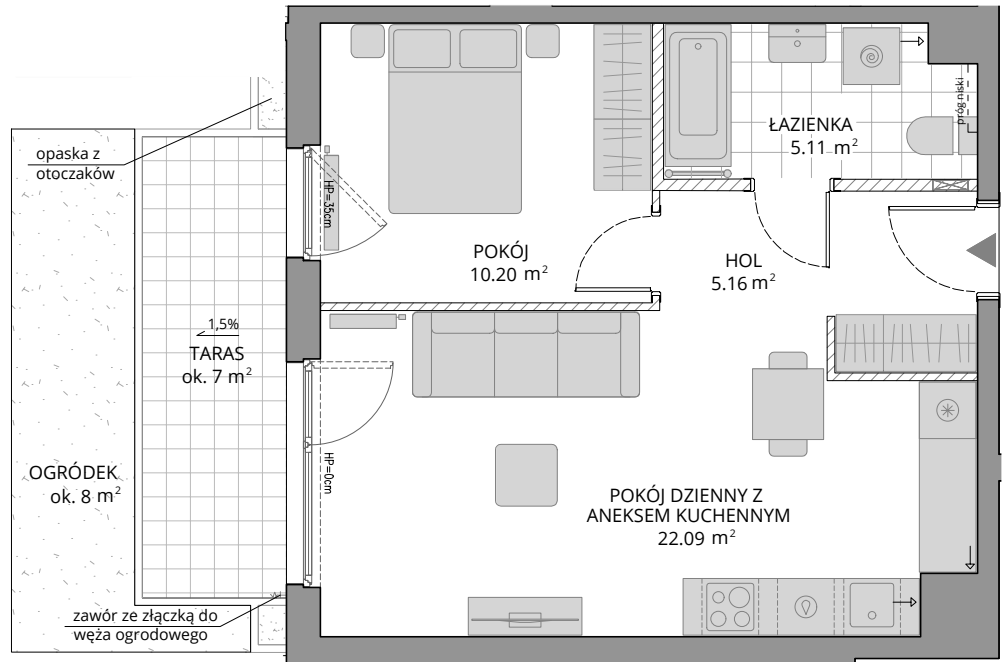 opaska z
otoczaków
HP=35cm
POKÓJ
10.20 m²
ŁAZIENKA
5.11 m²
próg niski
HOL
5.16 m²
1,5%
TARAS
ok. 7 m²
OGRÓDEK
ok. 8 m²
HP=0cm
POKÓJ DZIENNY Z
ANEKSEM KUCHENNYM
22.09 m²
zawór ze złączką do
węża ogrodowego